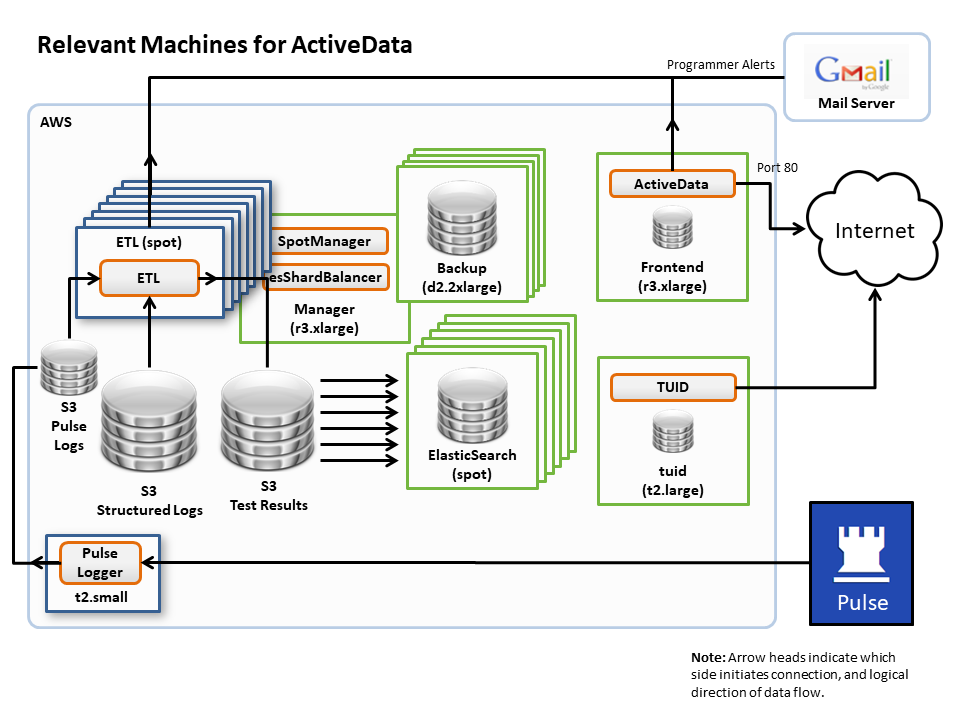 Relevant Machines for ActiveData
Programmer Alerts
Gmail
by Google
Mail Server
AWS
ETL (spot)
ETL
SpotManager
esShardBalancer
Manager
(r3.xlarge)
Backup
(d2.2xlarge)
ActiveData
Frontend
(r3.xlarge)
Port 80
Internet
S3
Pulse
Logs
S3
Structured Logs
S3
Test Results
ElasticSearch
(spot)
TUID
tuid
(t2.large)
Pulse
Logger
t2.small
Pulse
Note: Arrow heads indicate which
side initiates connection, and logical
direction of data flow.